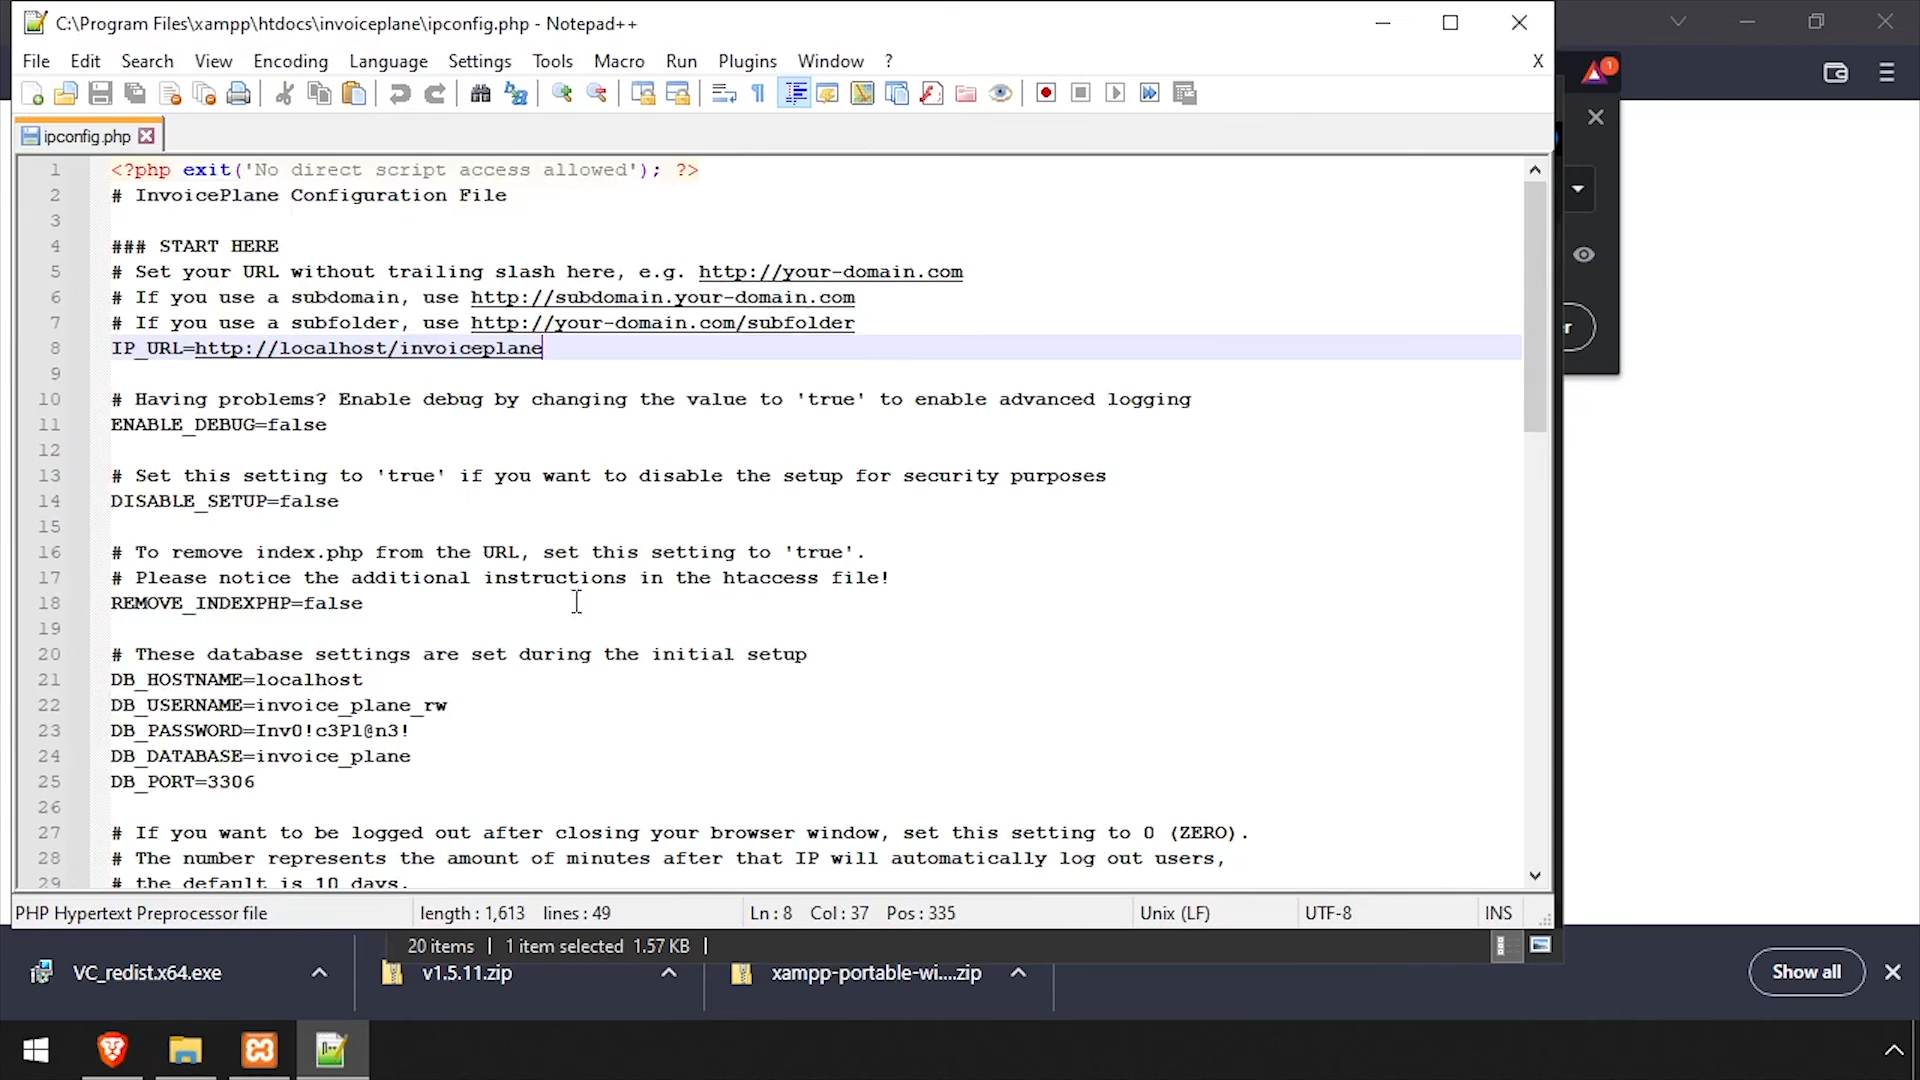 C:\Program Files\xampp\htdocs\invoiceplane\ipconfig.php - Notepad++
File Edit Search View Encoding Language Settings Tools Macro Run Plugins Window ? X
1
ipconfig.php
1 <?php exit('No direct script access allowed'); ?>
2 # InvoicePlane Configuration File
3
4 ### START HERE
5 # Set your URL without trailing slash here, e.g. http://your-domain.com
6 # If you use a subdomain, use http://subdomain.your-domain.com
7 # If you use a subfolder, use http://your-domain.com/subfolder
8 IP_URL=http://localhost/invoiceplane
9
10 # Having problems? Enable debug by changing the value to 'true' to enable advanced logging
11 ENABLE_DEBUG=false
12
13 # Set this setting to 'true' if you want to disable the setup for security purposes
14 DISABLE_SETUP=false
15
16 # To remove index.php from the URL, set this setting to 'true'.
17 # Please notice the additional instructions in the htaccess file!
18 REMOVE_INDEXPHP=false
19
20 # These database settings are set during the initial setup
21 DB_HOSTNAME=localhost
22 DB_USERNAME=invoice_plane_rw
23 DB_PASSWORD=Inv0!c3Pl@n3!
24 DB_DATABASE=invoice_plane
25 DB_PORT=3306
26
27 # If you want to be logged out after closing your browser window, set this setting to 0 (ZERO).
28 # The number represents the amount of minutes after that IP will automatically log out users,
29 # the default is 10 days.
PHP Hypertext Preprocessor file length : 1,613 lines : 49 Ln : 8 Col : 37 Pos : 335 Unix (LF) UTF-8 INS
20 items 1 item selected 1.57 KB
VC_redist.x64.exe v1.5.11.zip xampp-portable-wi....zip Show all